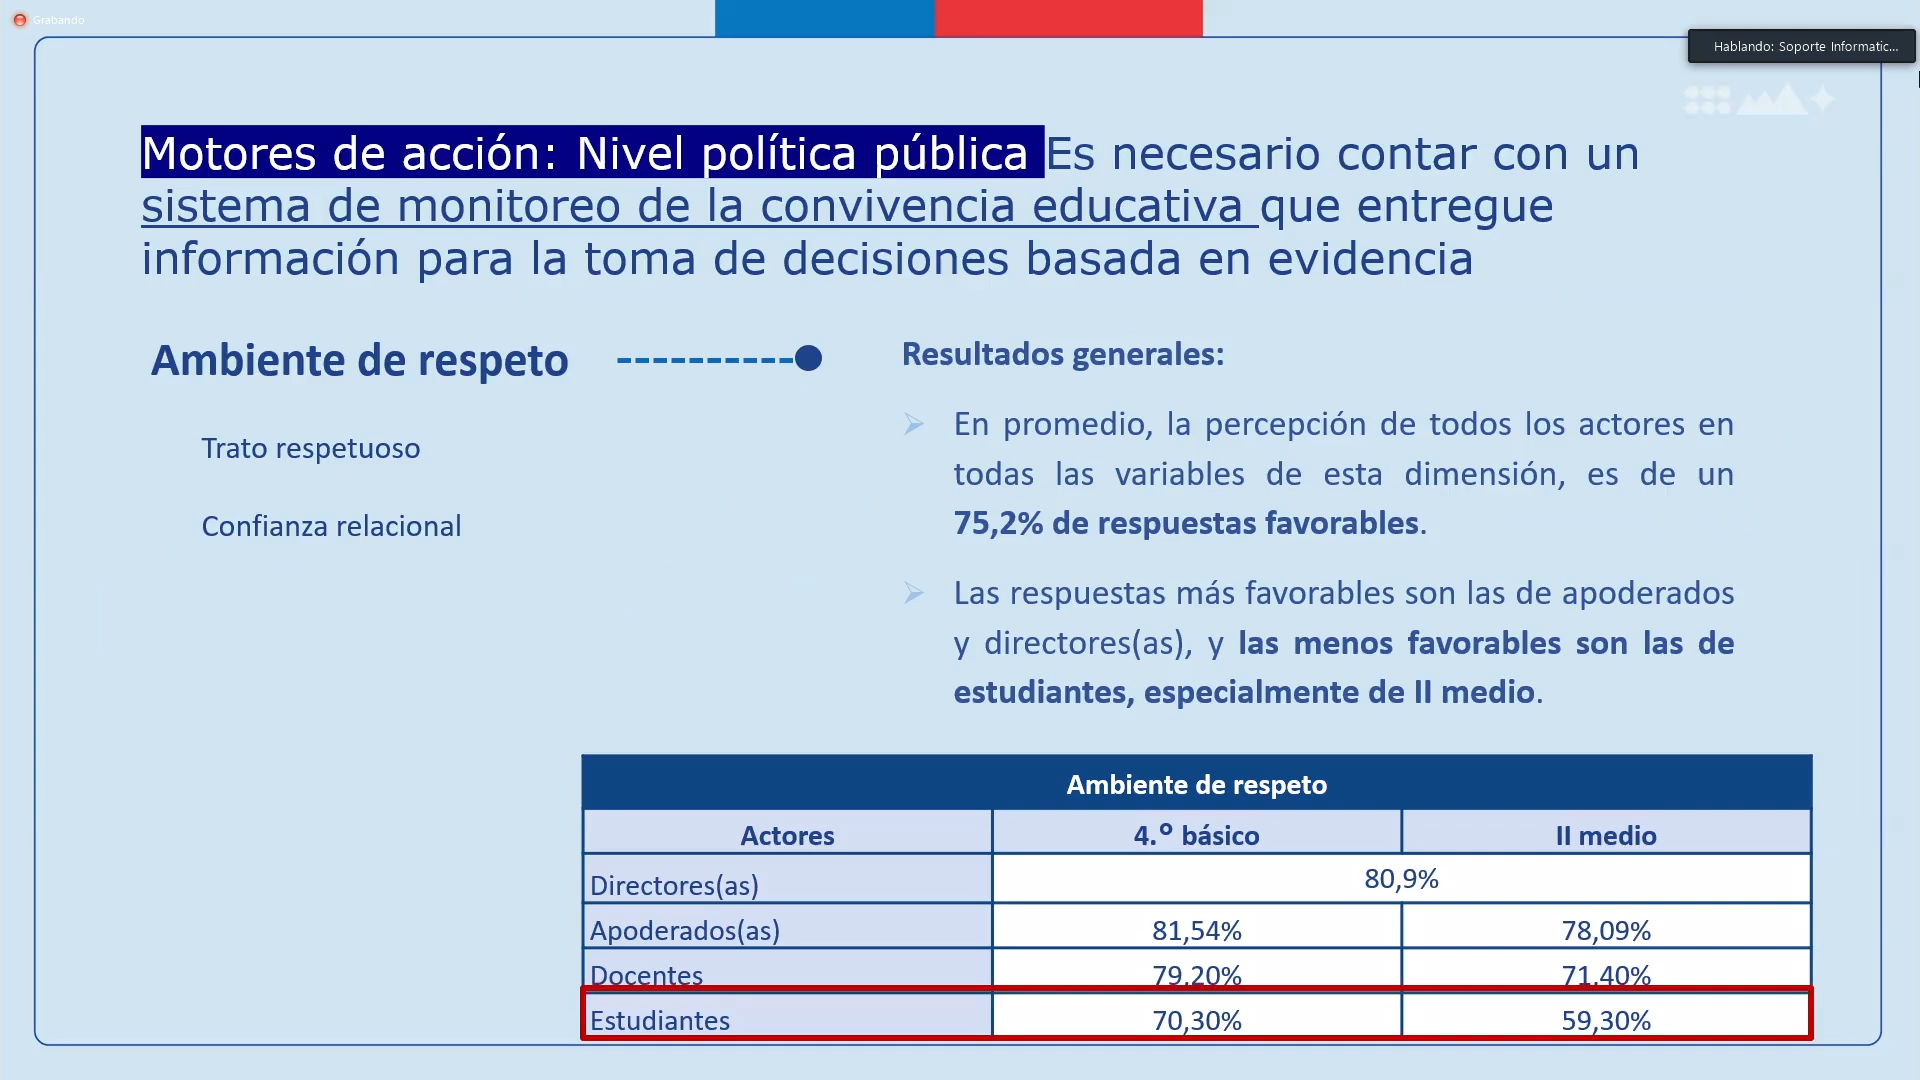 Grabando
Hablando: Soporte Informatic...
Motores de acción: Nivel política pública Es necesario contar con un
sistema de monitoreo de la convivencia educativa que entregue
información para la toma de decisiones basada en evidencia
Ambiente de respeto
Trato respetuoso
Confianza relacional
Resultados generales:
En promedio, la percepción de todos los actores en
todas las variables de esta dimensión, es de un
75,2% de respuestas favorables.
Las respuestas más favorables son las de apoderados
y directores(as), y las menos favorables son las de
estudiantes, especialmente de II medio.
Ambiente de respeto
Actores 4.º básico II medio
Directores(as) 80,9%
Apoderados(as) 81,54% 78,09%
Docentes 79,20% 71,40%
Estudiantes 70,30% 59,30%